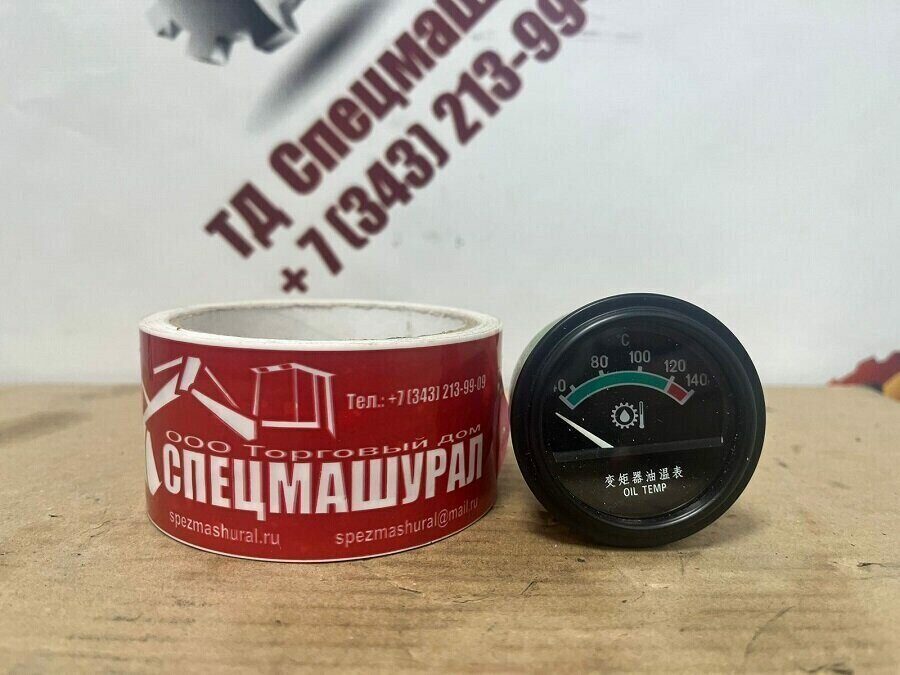 ТД Спецмаш
+7 (343) 213-99-
Тел.: +7 (343) 213-99-09
ООО Торговый дом
СПЕЦМАШУРАЛ
spezmashural.ru
spezmashural@mail.ru
°C
80 100 120 140
变矩器油温表
OIL TEMP